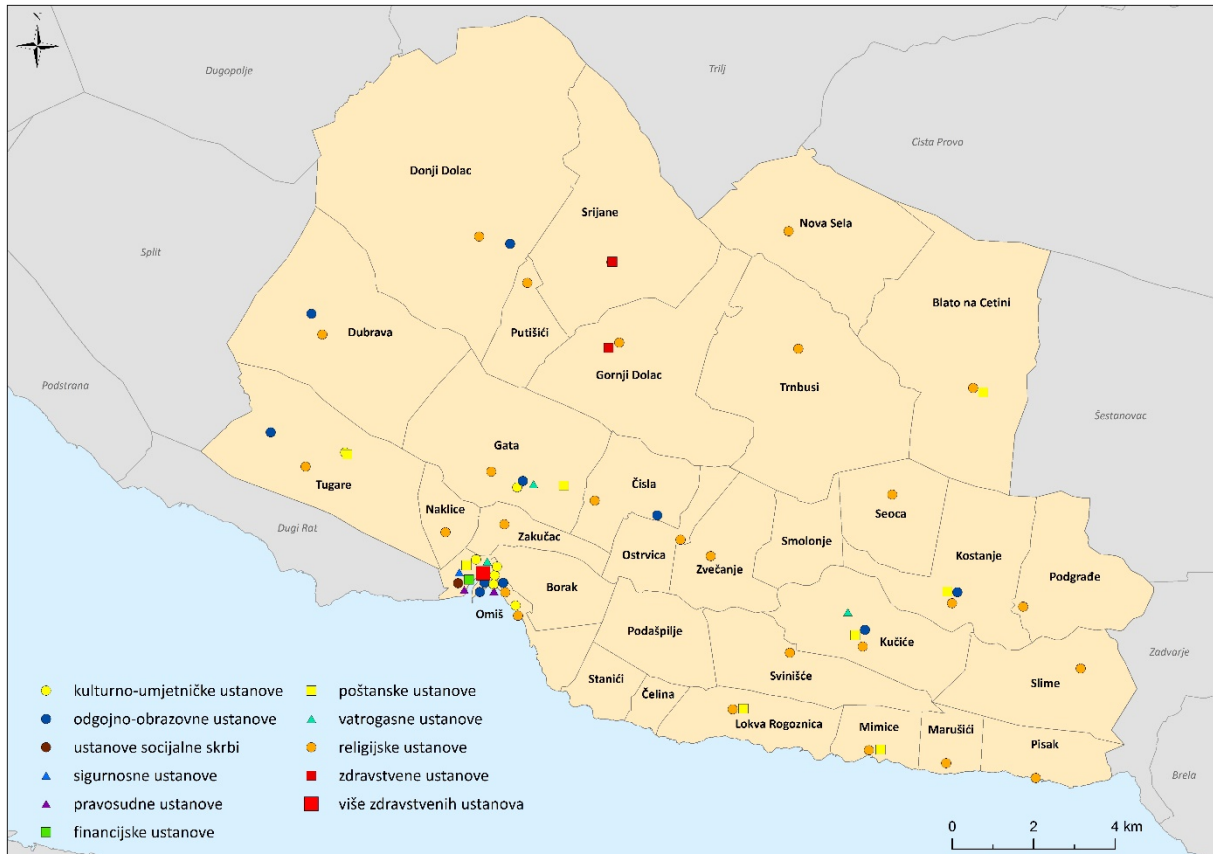 Dugopolje
Trilj
Cista Provo
Donji Dolac
Srijane
Nova Sela
Split
Blato na Cetini
Dubrava
Putišići
Gornji Dolac
Trnbusi
Podstrana
Šestanovac
Gata
Čisla
Tugare
Seoca
Naklice
Zakučac
Dugi Rat
Ostrvica
Zvečanje
Smolonje
Kostanje
Podgrađe
Borak
Omiš
Podašpilje
Kučiće
Zadvarje
Stanići
Svinišće
Slime
Čelina
Lokva Rogoznica
Mimice
Marušići
Pisak
Brela
kulturno-umjetničke ustanove
odgojno-obrazovne ustanove
ustanove socijalne skrbi
sigurnosne ustanove
pravosudne ustanove
financijske ustanove
poštanske ustanove
vatrogasne ustanove
religijske ustanove
zdravstvene ustanove
više zdravstvenih ustanova
0 2 4 km